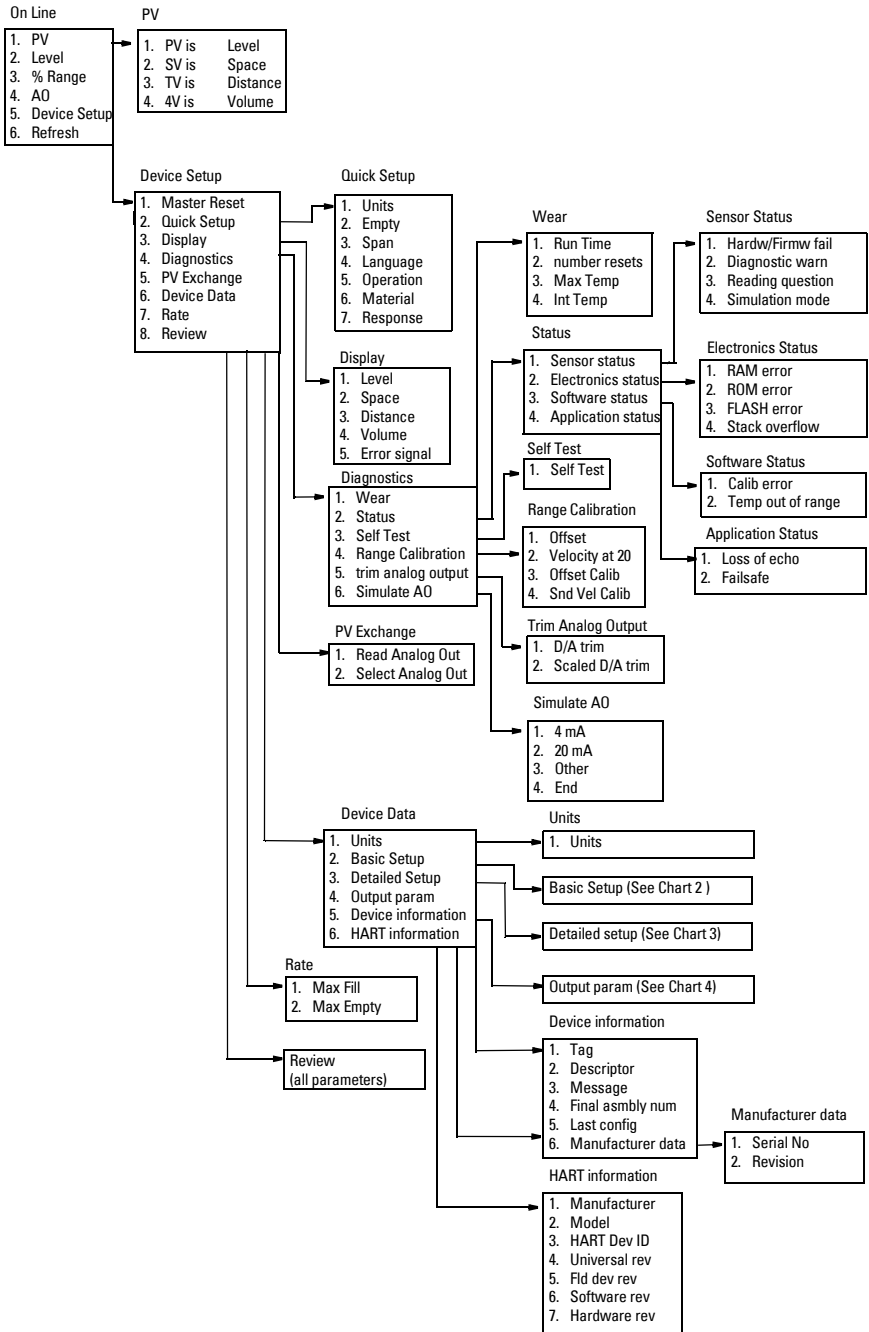 On Line
1. PV
2. Level
3. % Range
4. AO
5. Device Setup
6. Refresh
PV
1. PV is Level
2. SV is Space
3. TV is Distance
4. 4V is Volume
Device Setup
1. Master Reset
2. Quick Setup
3. Display
4. Diagnostics
5. PV Exchange
6. Device Data
7. Rate
8. Review
Quick Setup
1. Units
2. Empty
3. Span
4. Language
5. Operation
6. Material
7. Response
Display
1. Level
2. Space
3. Distance
4. Volume
5. Error signal
Diagnostics
1. Wear
2. Status
3. Self Test
4. Range Calibration
5. trim analog output
6. Simulate AO
PV Exchange
1. Read Analog Out
2. Select Analog Out
Wear
1. Run Time
2. number resets
3. Max Temp
4. Int Temp
Status
1. Sensor status
2. Electronics status
3. Software status
4. Application status
Self Test
1. Self Test
Range Calibration
1. Offset
2. Velocity at 20
3. Offset Calib
4. Snd Vel Calib
Trim Analog Output
1. D/A trim
2. Scaled D/A trim
Simulate AO
1. 4 mA
2. 20 mA
3. Other
4. End
Sensor Status
1. Hardw/Firmw fail
2. Diagnostic warn
3. Reading question
4. Simulation mode
Electronics Status
1. RAM error
2. ROM error
3. FLASH error
4. Stack overflow
Software Status
1. Calib error
2. Temp out of range
Application Status
1. Loss of echo
2. Failsafe
Device Data
1. Units
2. Basic Setup
3. Detailed Setup
4. Output param
5. Device information
6. HART information
Rate
1. Max Fill
2. Max Empty
Review
(all parameters)
Units
1. Units
Basic Setup (See Chart 2 )
Detailed setup (See Chart 3)
Output param (See Chart 4)
Device information
1. Tag
2. Descriptor
3. Message
4. Final asmbly num
5. Last config
6. Manufacturer data
Manufacturer data
1. Serial No
2. Revision
HART information
1. Manufacturer
2. Model
3. HART Dev ID
4. Universal rev
5. Fld dev rev
6. Software rev
7. Hardware rev